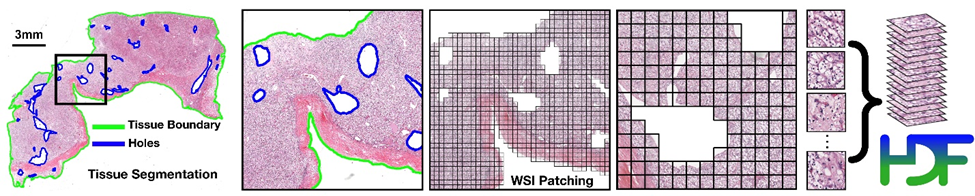 3mm
Tissue Boundary
Holes
Tissue Segmentation
WSI Patching
HDF